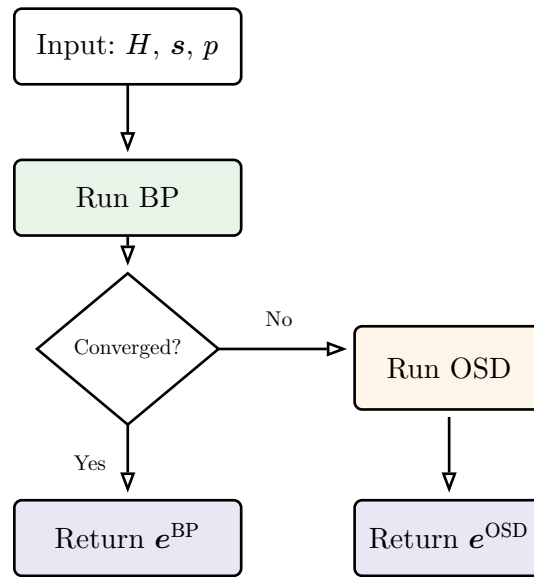 Input: H, s, p
Run BP
Converged?
No
Run OSD
Yes
Return e^BP
Return e^OSD